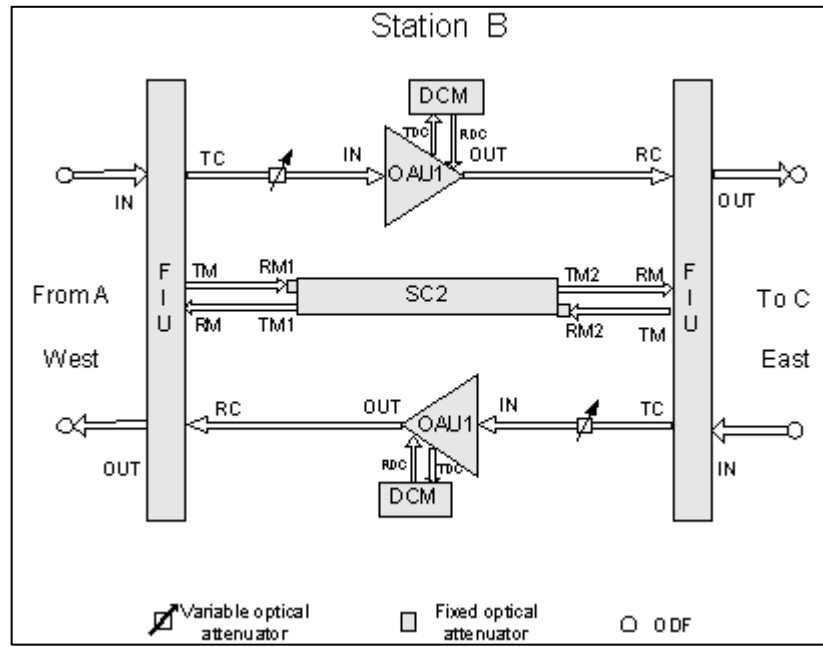 Station B
DCM
TDC RDC
TC IN OAU1 OUT RC
IN OUT
FIU
TM RM1 SC2 TM2 RM
FIU
From A To C
RM TM1 RM2 TM
West East
RC OUT OAU1 IN TC
OUT RDC TDC IN
DCM
Variable optical attenuator
Fixed optical attenuator
ODF